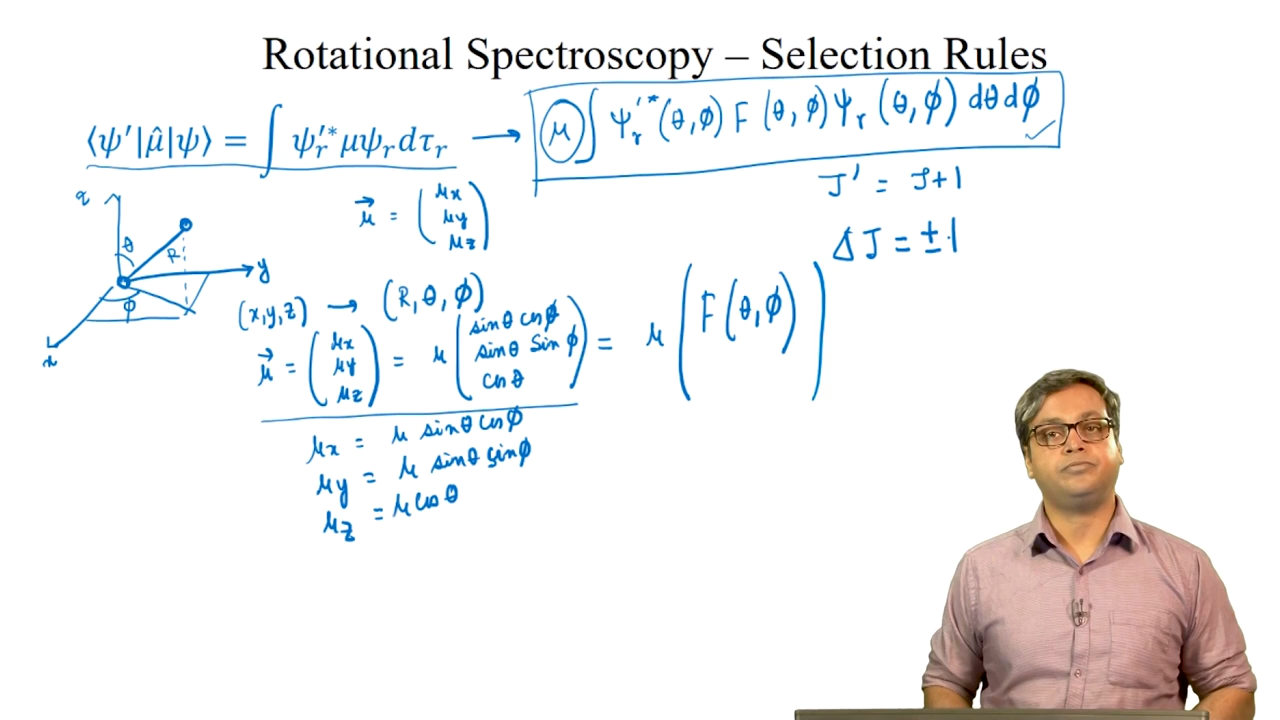 Rotational Spectroscopy – Selection Rules
⟨ψ′|μ̂|ψ⟩ = ∫ ψ′ᵣ* μψᵣ dτᵣ → μ ∫ ψᵣ′* (θ,φ) F (θ,φ) ψᵣ (θ,φ) dθ dφ ✓
J′ = J+1
ΔJ = ±1
z
θ
R
y
φ
x
μ⃗ = (μx μy μz)
(x,y,z) → (R,θ,φ)
μ⃗ = (μx μy μz) = μ (sinθ cosφ sinθ sinφ cosθ) = μ (F(θ,φ))
μx = μ sinθ cosφ
μy = μ sinθ sinφ
μz = μ cosθ